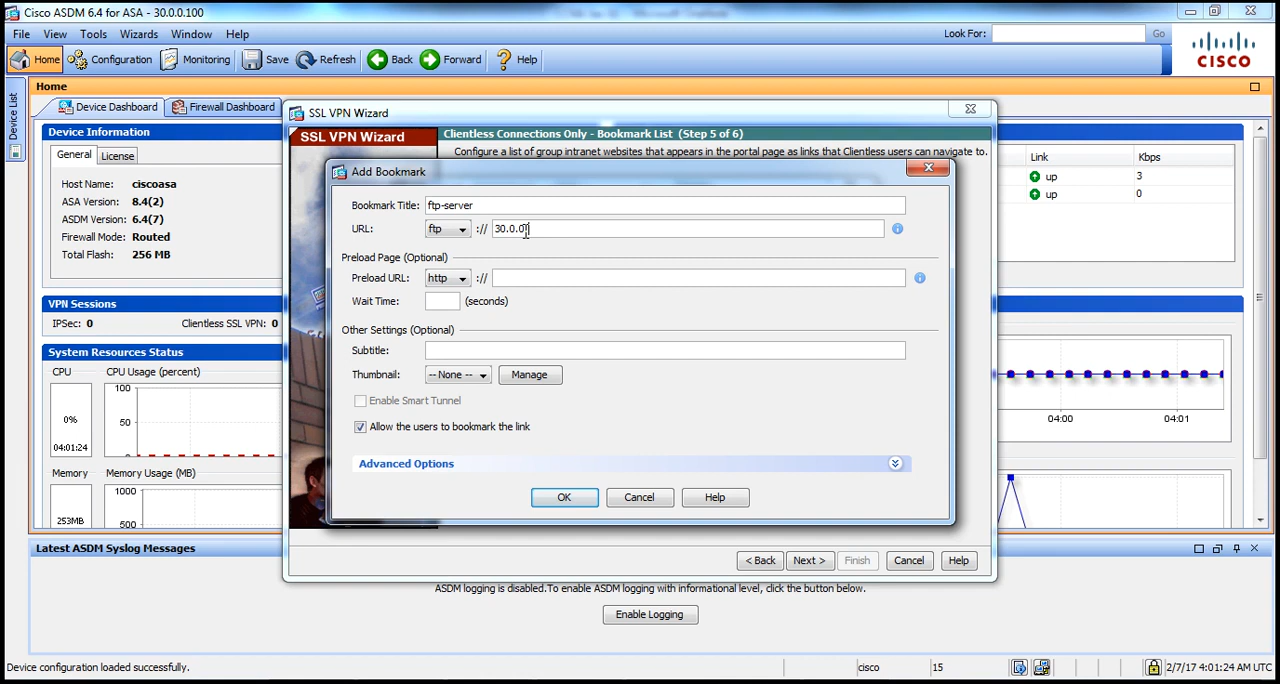 Cisco ASDM 6.4 for ASA - 30.0.0.100
File View Tools Wizards Window Help
Look For: Go
Home Configuration Monitoring Save Refresh Back Forward Help
CISCO
Device List
Home
Device Dashboard Firewall Dashboard
Device Information
General License
Host Name: ciscoasa
ASA Version: 8.4(2)
ASDM Version: 6.4(7)
Firewall Mode: Routed
Total Flash: 256 MB
VPN Sessions
IPSec: 0 Clientless SSL VPN: 0
System Resources Status
CPU CPU Usage (percent)
100
50
0%
04:01:24
Memory Memory Usage (MB)
1000
500
253MB
Link Kbps
up 3
up 0
04:00 04:01
SSL VPN Wizard
SSL VPN Wizard
Clientless Connections Only - Bookmark List (Step 5 of 6)
Configure a list of group intranet websites that appears in the portal page as links that Clientless users can navigate to.
Add Bookmark
Bookmark Title: ftp-server
URL: ftp :// 30.0.0
Preload Page (Optional)
Preload URL: http ://
Wait Time: (seconds)
Other Settings (Optional)
Subtitle:
Thumbnail: -- None -- Manage
Enable Smart Tunnel
Allow the users to bookmark the link
Advanced Options
OK Cancel Help
< Back Next > Finish Cancel Help
Latest ASDM Syslog Messages
ASDM logging is disabled.To enable ASDM logging with informational level, click the button below.
Enable Logging
Device configuration loaded successfully.
cisco 15 2/7/17 4:01:24 AM UTC